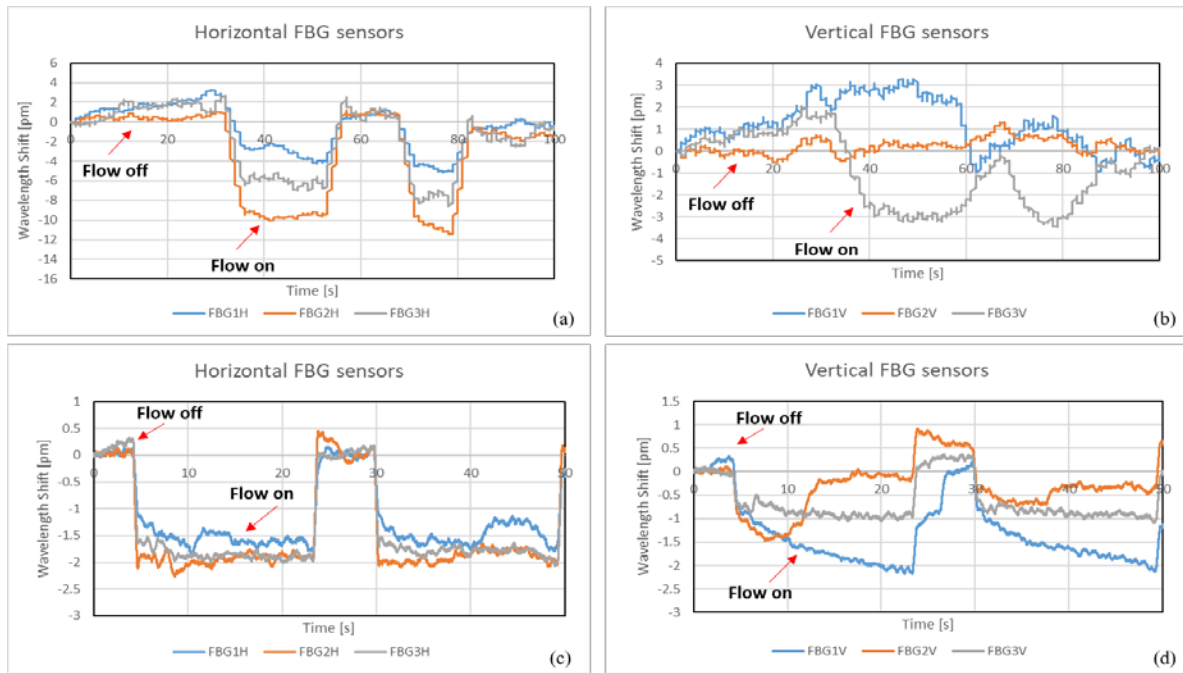 Horizontal FBG sensors
6
4
2
0
-2
-4
-6
-8
-10
-12
-14
-16
0
20
40
60
80
100
Wavelength Shift [pm]
Flow off
Flow on
Time [s]
FBG1H FBG2H FBG3H
(a)
Vertical FBG sensors
4
3
2
1
0
-1
-2
-3
-4
-5
0
20
40
60
80
100
Wavelength Shift [pm]
Flow off
Flow on
Time [s]
FBG1V FBG2V FBG3V
(b)
Horizontal FBG sensors
1
0.5
0
-0.5
-1
-1.5
-2
-2.5
-3
0
10
20
30
40
50
Wavelength Shift [pm]
Flow off
Flow on
Time [s]
FBG1H FBG2H FBG3H
(c)
Vertical FBG sensors
1.5
1
0.5
0
-0.5
-1
-1.5
-2
-2.5
-3
0
10
20
30
40
50
Wavelength Shift [pm]
Flow off
Flow on
Time [s]
FBG1V FBG2V FBG3V
(d)